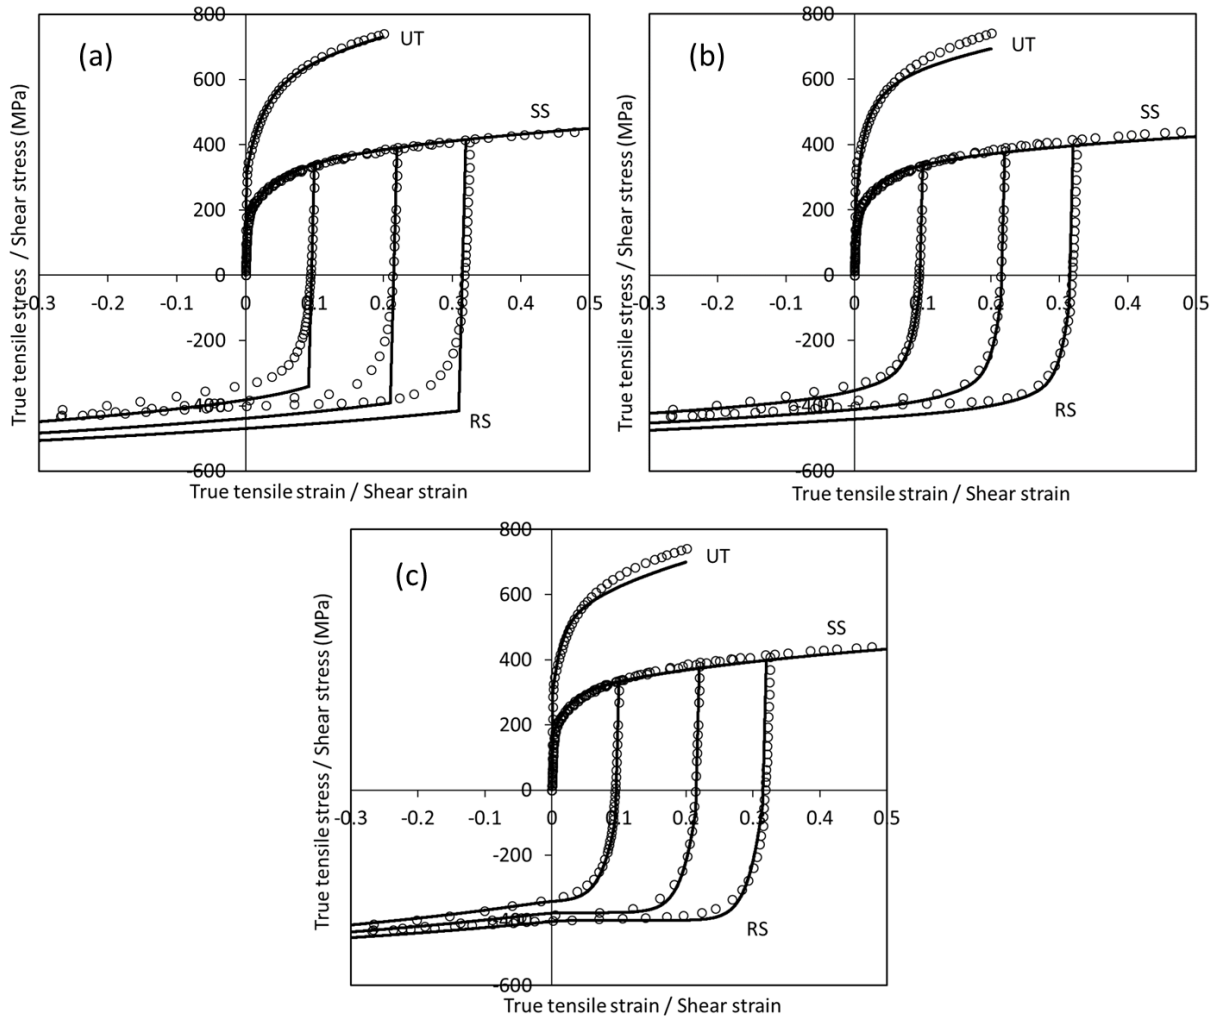 800
(a)
UT
600
SS
400
200
0
-0.3 -0.2 -0.1 0 0.1 0.2 0.3 0.4 0.5
-200
-400
RS
-600
True tensile stress / Shear stress (MPa)
True tensile strain / Shear strain
800
(b)
UT
600
SS
400
200
0
-0.3 -0.2 -0.1 0 0.1 0.2 0.3 0.4 0.5
-200
-400
RS
-600
True tensile stress / Shear stress (MPa)
True tensile strain / Shear strain
800
(c)
UT
600
SS
400
200
0
-0.3 -0.2 -0.1 0 0.1 0.2 0.3 0.4 0.5
-200
-400
RS
-600
True tensile stress / Shear stress (MPa)
True tensile strain / Shear strain